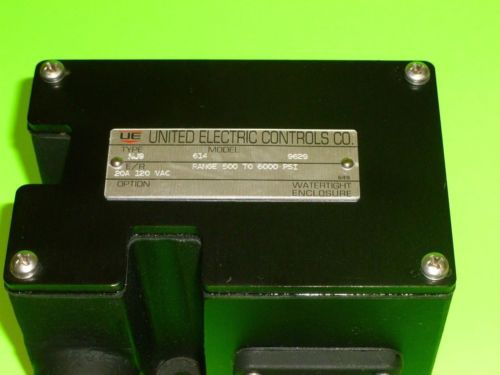 UE UNITED ELECTRIC CONTROLS CO.
TYPE MODEL
614 9629
E/R RANGE 500 TO 6000 PSI
20A 120 VAC
OPTION WATERTIGHT
ENCLOSURE